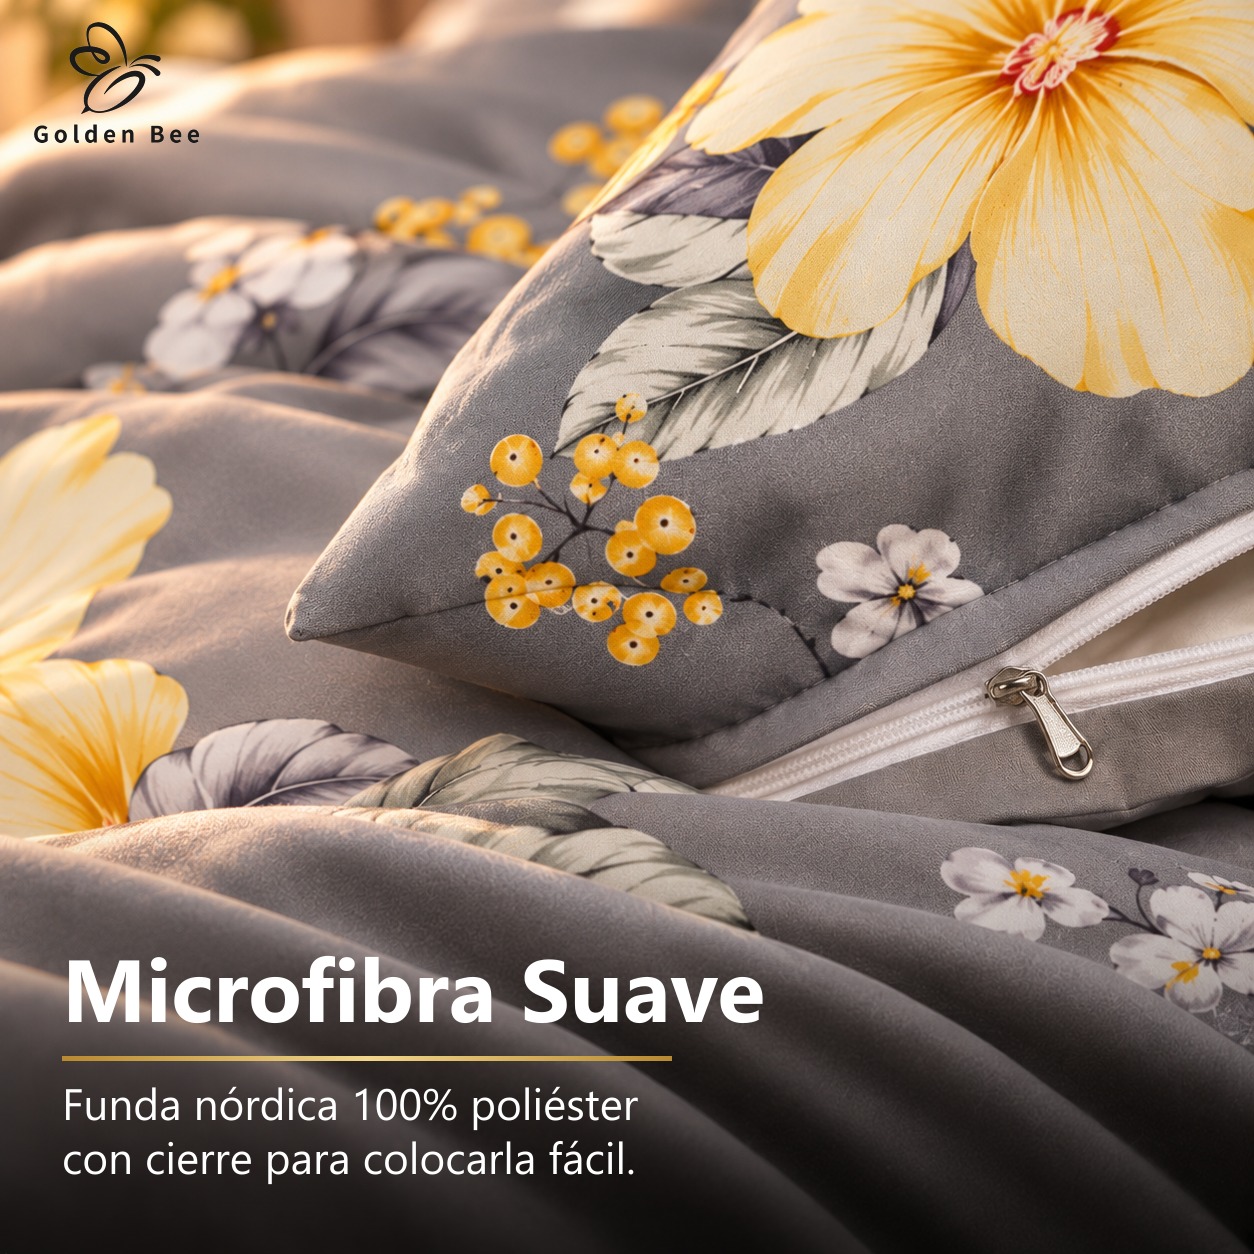 Golden Bee
Microfibra Suave
Funda nórdica 100% poliéster
con cierre para colocarla fácil.